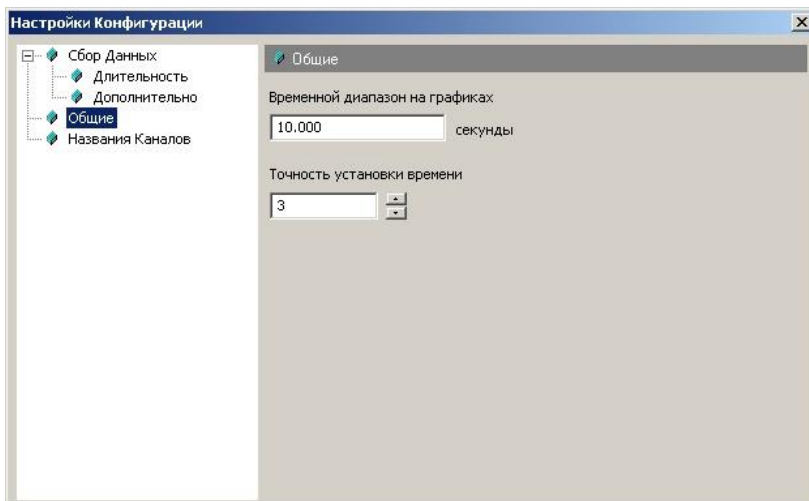 Настройки Конфигурации
Сбор Данных
Длительность
Дополнительно
Общие
Названия Каналов
Общие
Временной диапазон на графиках
10.000 секунды
Точность установки времени
3